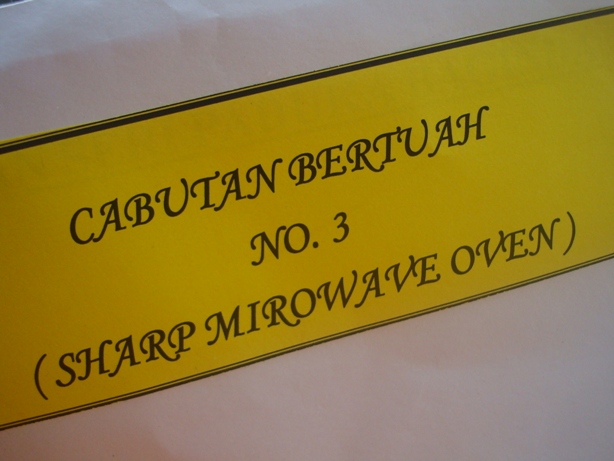 CABUTAN BERTUAH
NO. 3
( SHARP MIROWAVE OVEN )